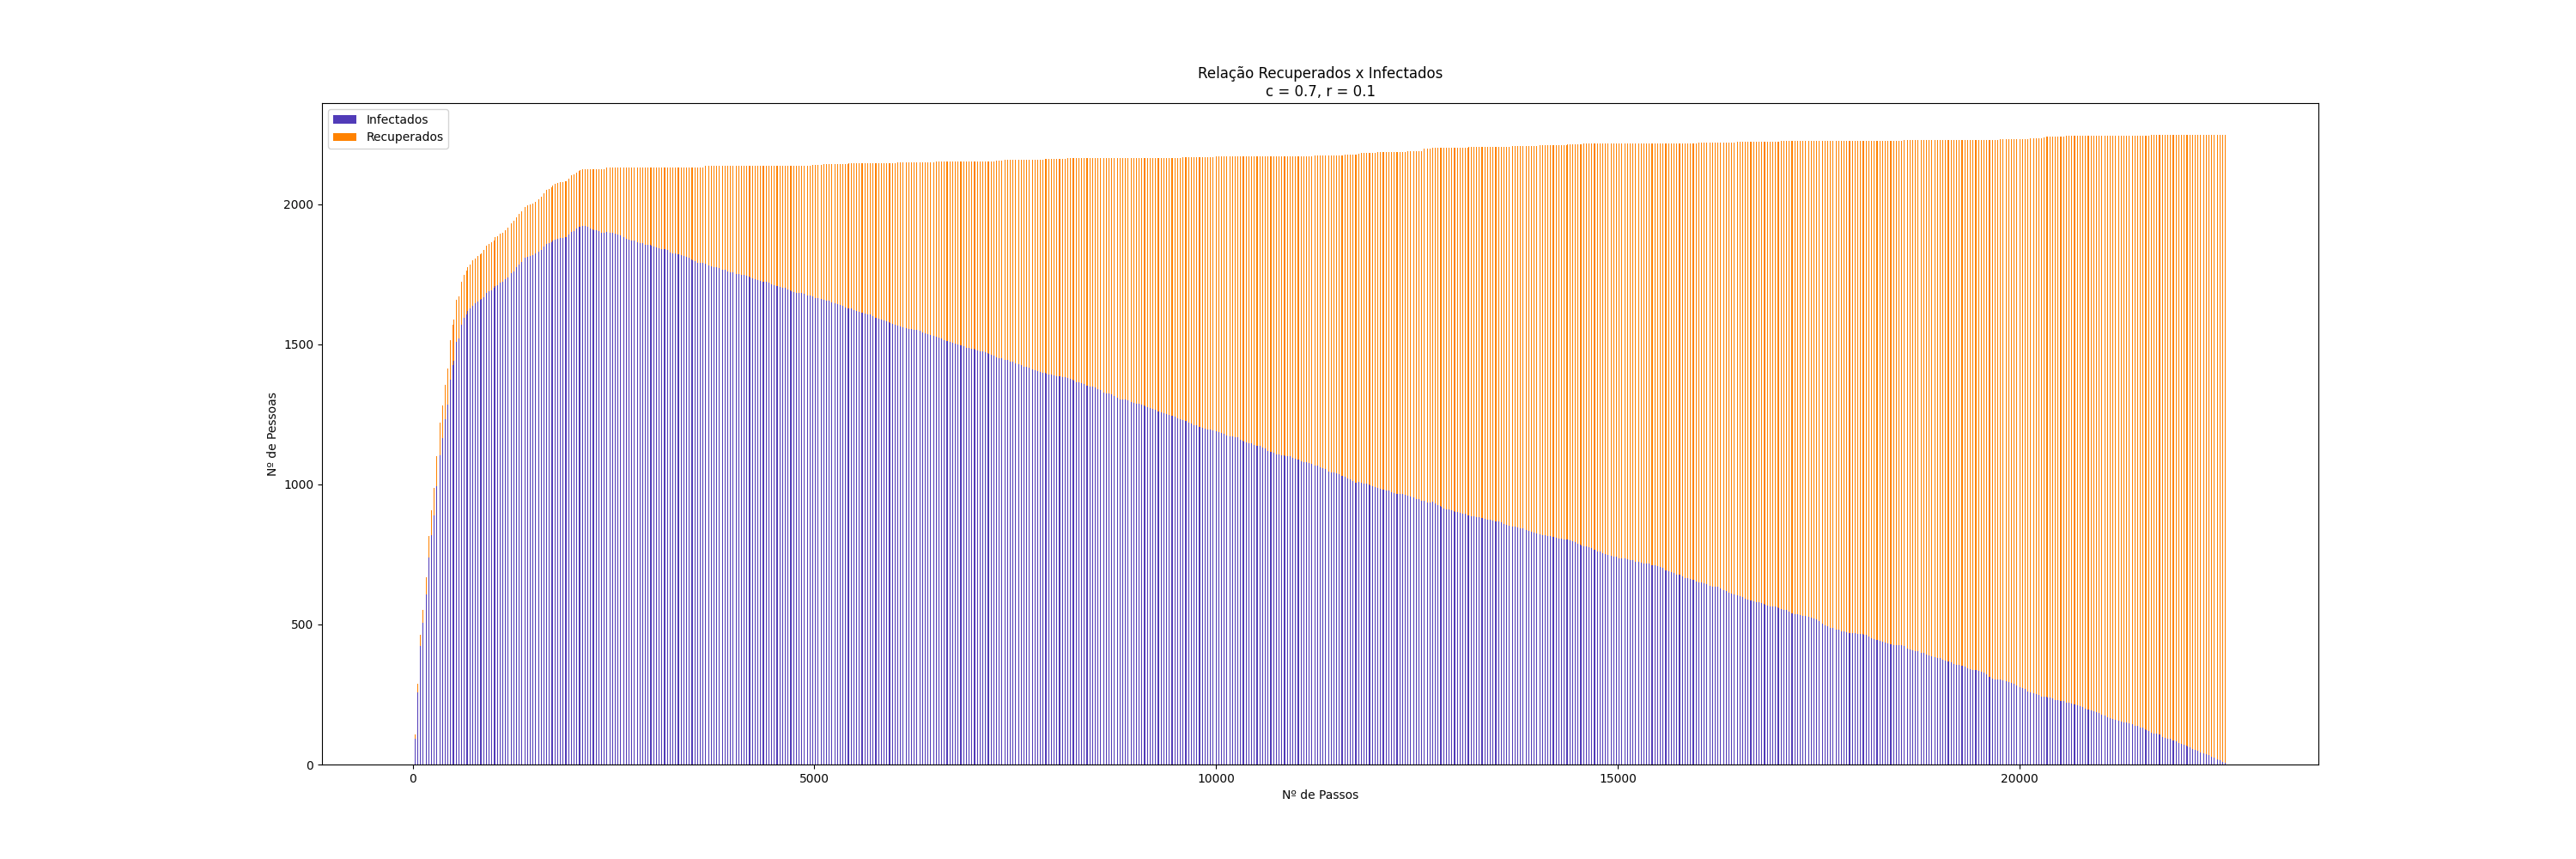 Relação Recuperados x Infectados
c = 0.7, r = 0.1
Infectados
Recuperados
2000
1500
1000
500
0
Nº de Pessoas
0 5000 10000 15000 20000
Nº de Passos